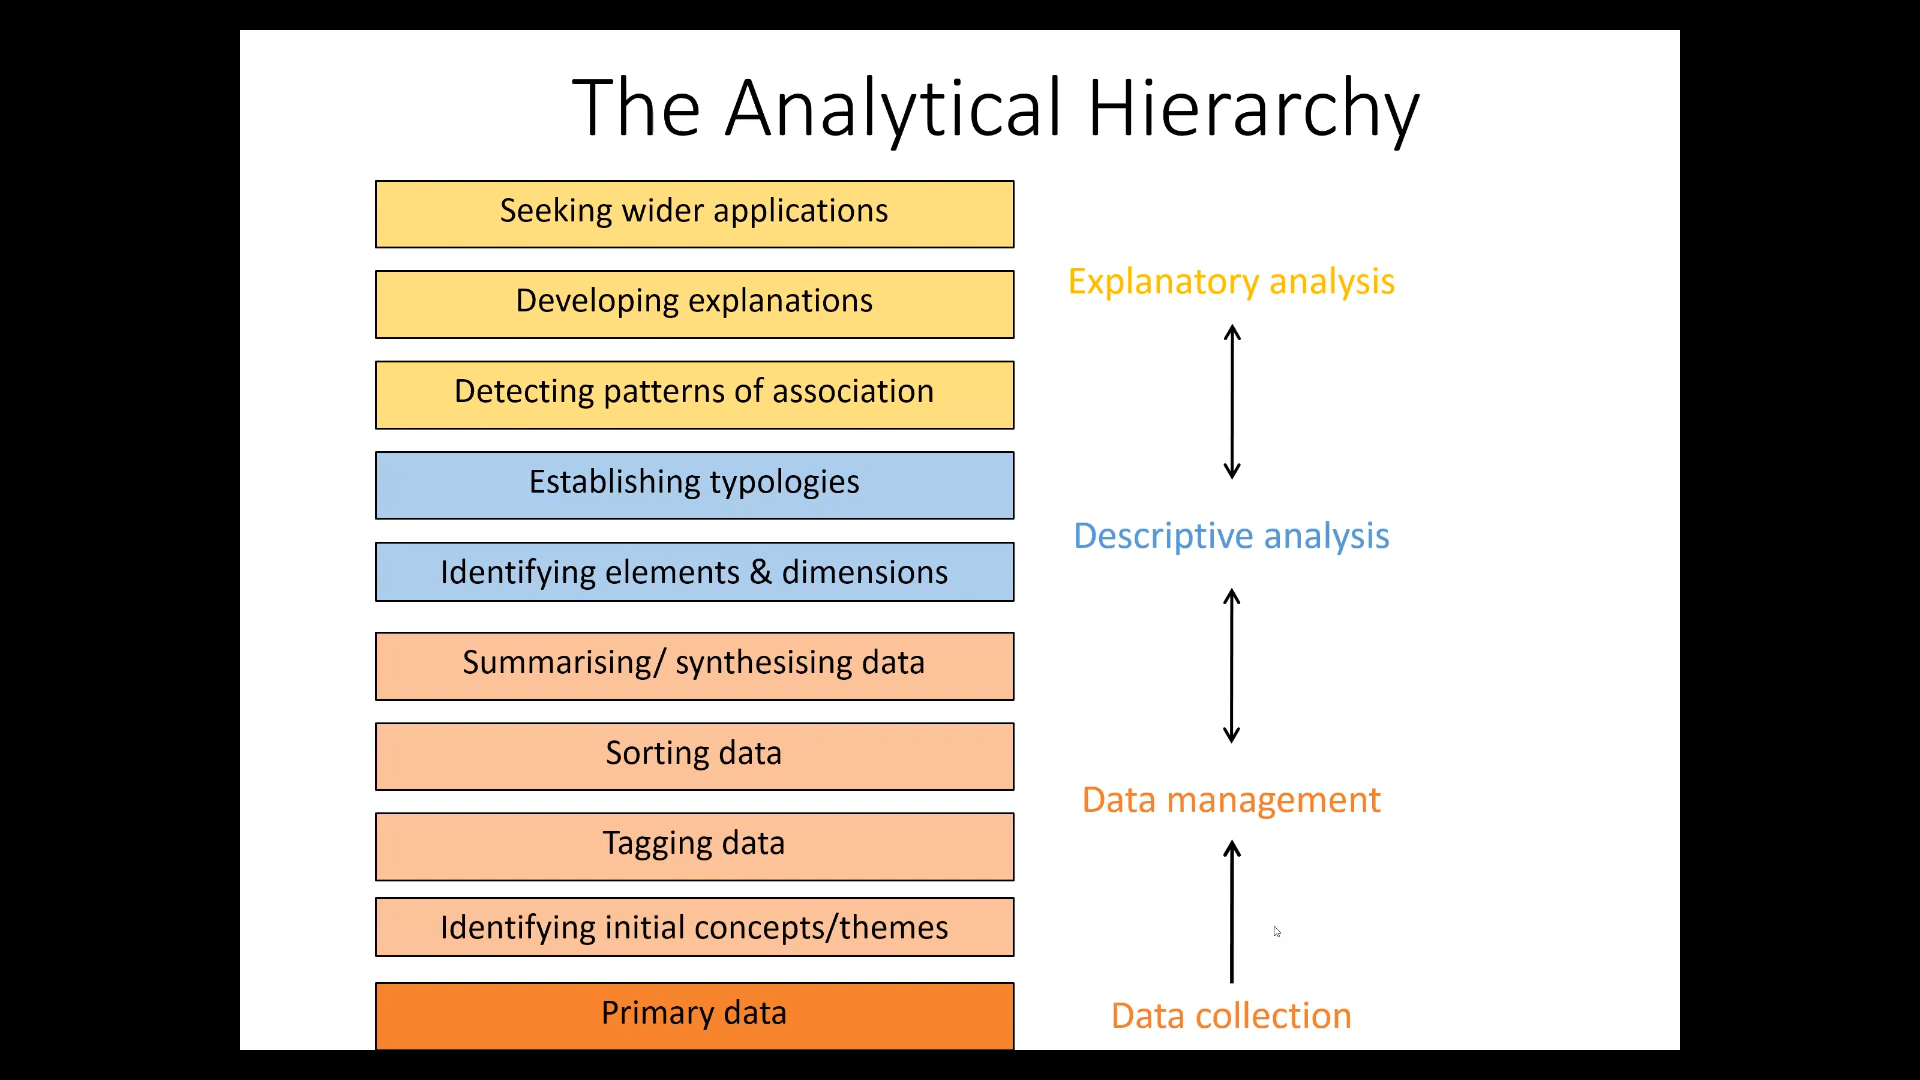 The Analytical Hierarchy
Seeking wider applications
Developing explanations
Detecting patterns of association
Establishing typologies
Identifying elements & dimensions
Summarising/ synthesising data
Sorting data
Tagging data
Identifying initial concepts/themes
Primary data
Explanatory analysis
Descriptive analysis
Data management
Data collection